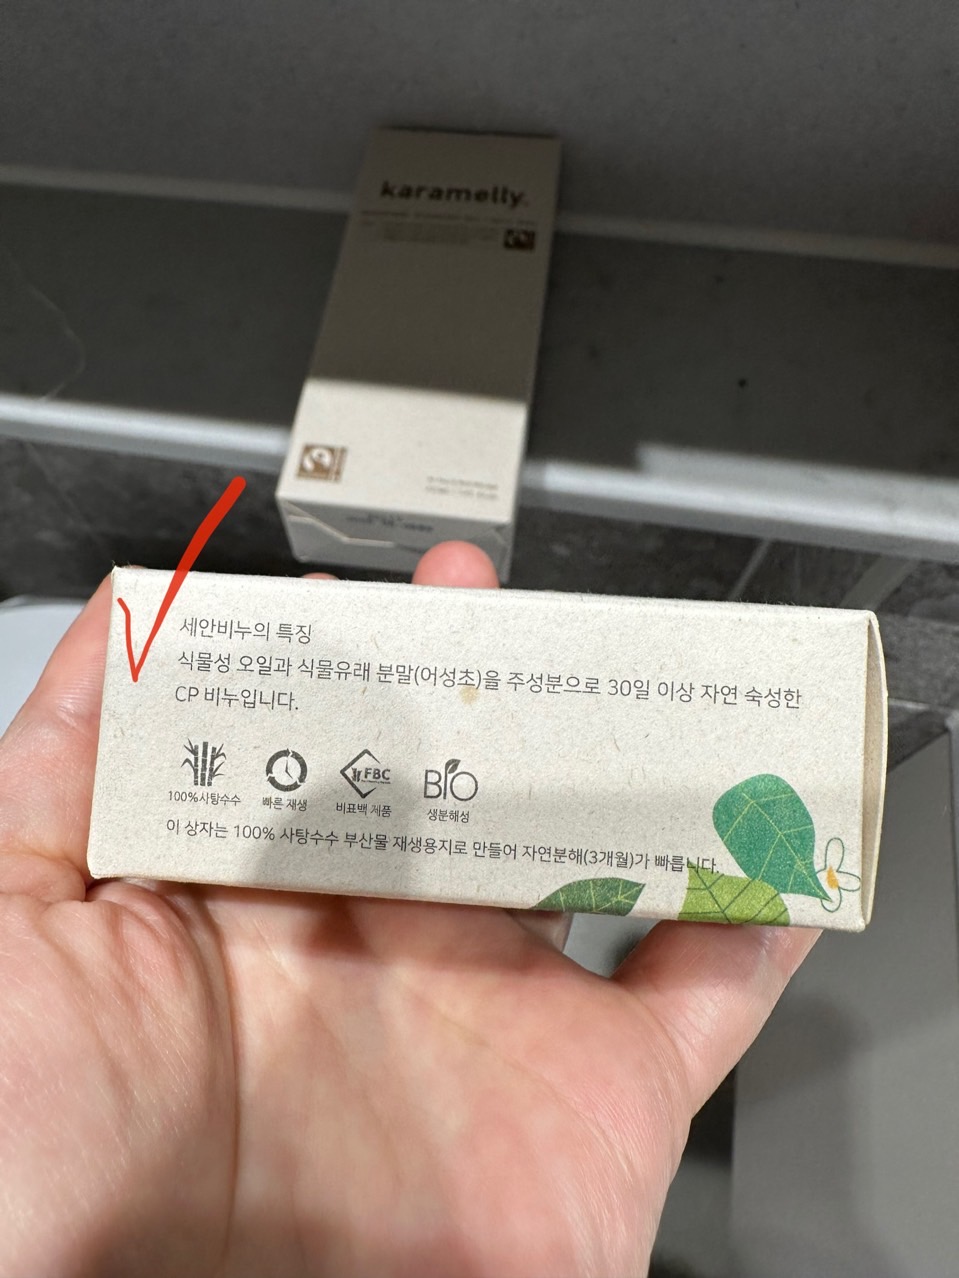 karamelly.
세안비누의 특징
식물성 오일과 식물유래 분말(어성초)을 주성분으로 30일 이상 자연 숙성한
CP 비누입니다.
100%사탕수수
빠른 재생
FBC
비표백 제품
BIO
생분해성
이 상자는 100% 사탕수수 부산물 재생용지로 만들어 자연분해(3개월)가 빠릅니다.